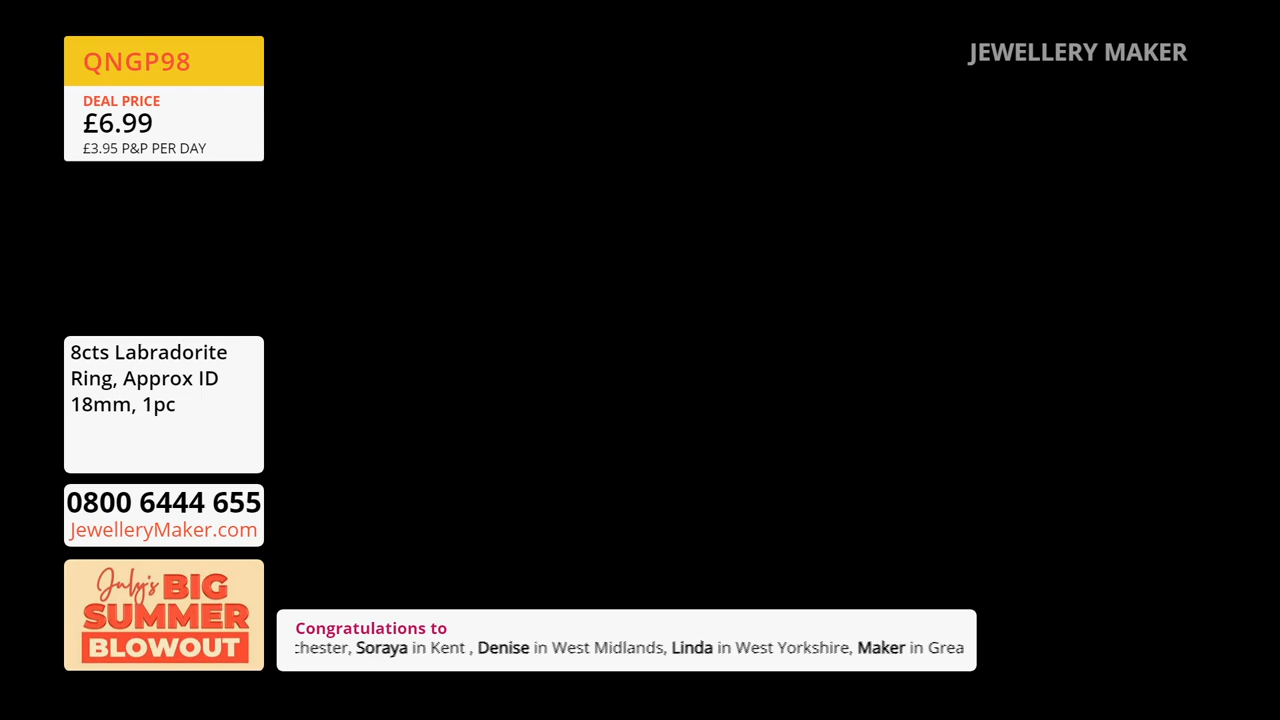 QNGP98
DEAL PRICE
£6.99
£3.95 P&P PER DAY
JEWELLERY MAKER
8cts Labradorite
Ring, Approx ID
18mm, 1pc
0800 6444 655
JewelleryMaker.com
July's BIG
SUMMER
BLOWOUT
Congratulations to
chester, Soraya in Kent , Denise in West Midlands, Linda in West Yorkshire, Maker in Grea